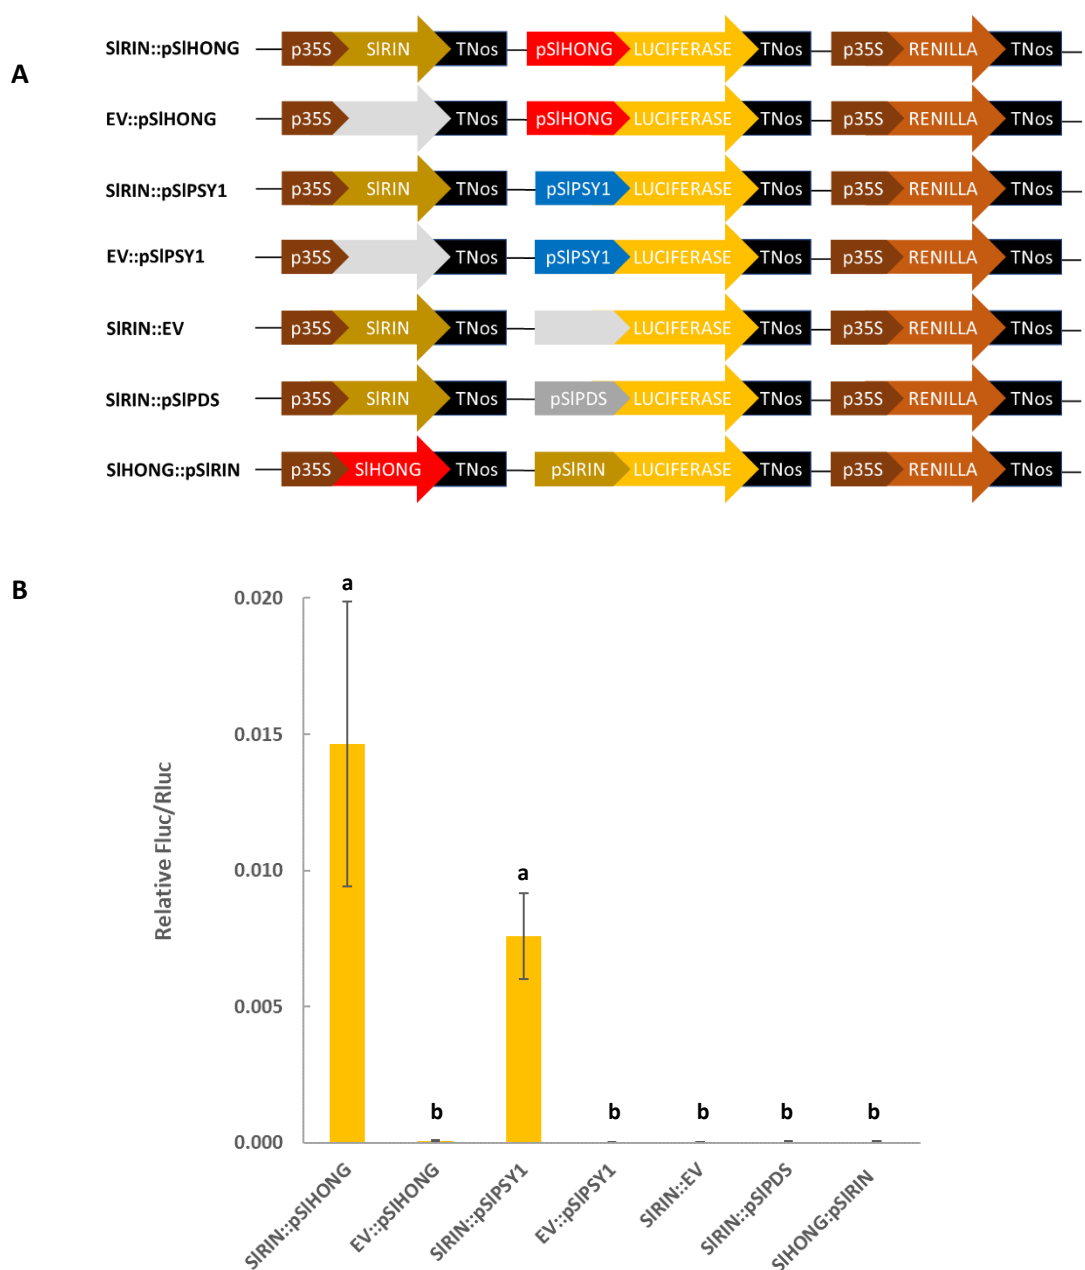 A
SlRIN::pSlHONG p35S SlRIN TNos pSlHONG LUCIFERASE TNos p35S RENILLA TNos
EV::pSlHONG p35S TNos pSlHONG LUCIFERASE TNos p35S RENILLA TNos
SlRIN::pSlPSY1 p35S SlRIN TNos pSlPSY1 LUCIFERASE TNos p35S RENILLA TNos
EV::pSlPSY1 p35S TNos pSlPSY1 LUCIFERASE TNos p35S RENILLA TNos
SlRIN::EV p35S SlRIN TNos LUCIFERASE TNos p35S RENILLA TNos
SlRIN::pSlPDS p35S SlRIN TNos pSlPDS LUCIFERASE TNos p35S RENILLA TNos
SlHONG::pSlRIN p35S SlHONG TNos pSlRIN LUCIFERASE TNos p35S RENILLA TNos
B
Relative Fluc/Rluc
0.020
0.015
0.010
0.005
0.000
a b a b b b b
SlRIN::pSlHONG
EV::pSlHONG
SlRIN::pSlPSY1
EV::pSlPSY1
SlRIN::EV
SlRIN::pSlPDS
SlHONG:pSlRIN